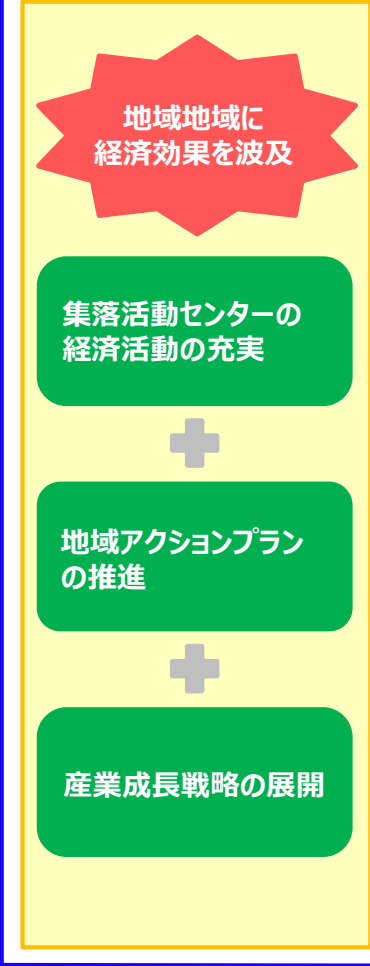 地域地域に
経済効果を波及
集落活動センターの
経済活動の充実
地域アクションプラン
の推進
産業成長戦略の展開